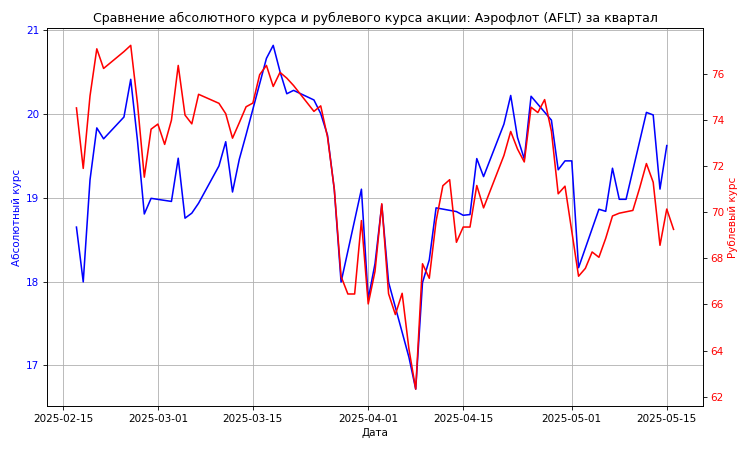 Сравнение абсолютного курса и рублевого курса акции: Аэрофлот (AFLT) за квартал
21
20
19
18
17
Абсолютный курс
76
74
72
70
68
66
64
62
Рублевый курс
2025-02-15 2025-03-01 2025-03-15 2025-04-01 2025-04-15 2025-05-01 2025-05-15
Дата